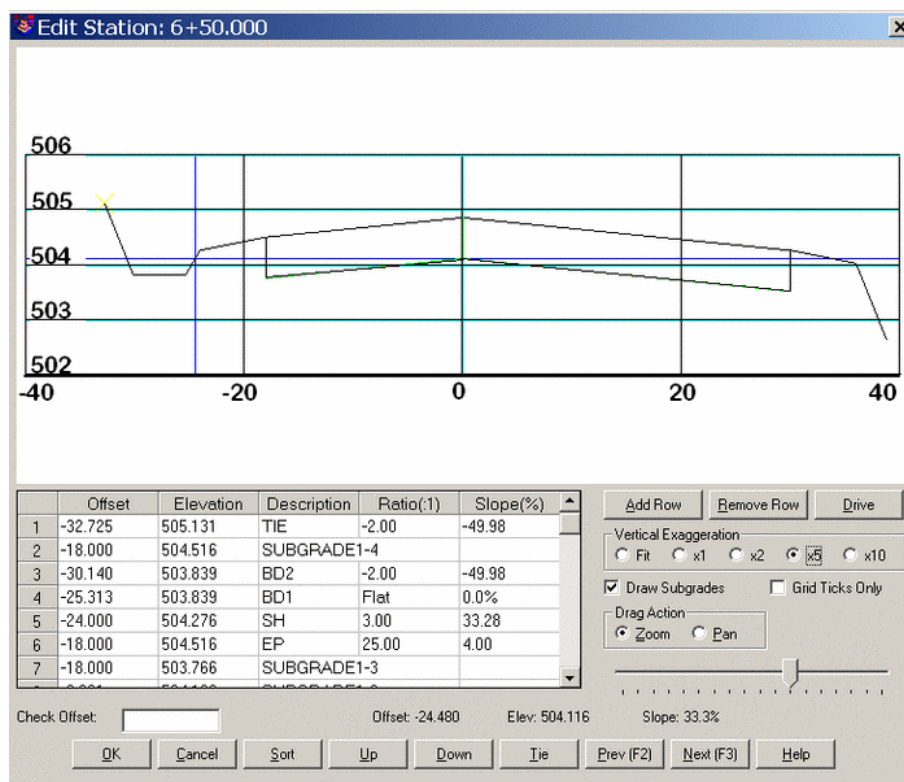 Edit Station: 6+50.000
506
505
504
503
502
-40 -20 0 20 40
Offset Elevation Description Ratio(:1) Slope(%)
1 -32.725 505.131 TIE -2.00 -49.98
2 -18.000 504.516 SUBGRADE1-4
3 -30.140 503.839 BD2 -2.00 -49.98
4 -25.313 503.839 BD1 Flat 0.0%
5 -24.000 504.276 SH 3.00 33.28
6 -18.000 504.516 EP 25.00 4.00
7 -18.000 503.766 SUBGRADE1-3
Add Row Remove Row Drive
Vertical Exaggeration
Fit x1 x2 x5 x10
Draw Subgrades Grid Ticks Only
Drag Action
Zoom Pan
Check Offset: Offset: -24.480 Elev: 504.116 Slope: 33.3%
OK Cancel Sort Up Down Tie Prev (F2) Next (F3) Help